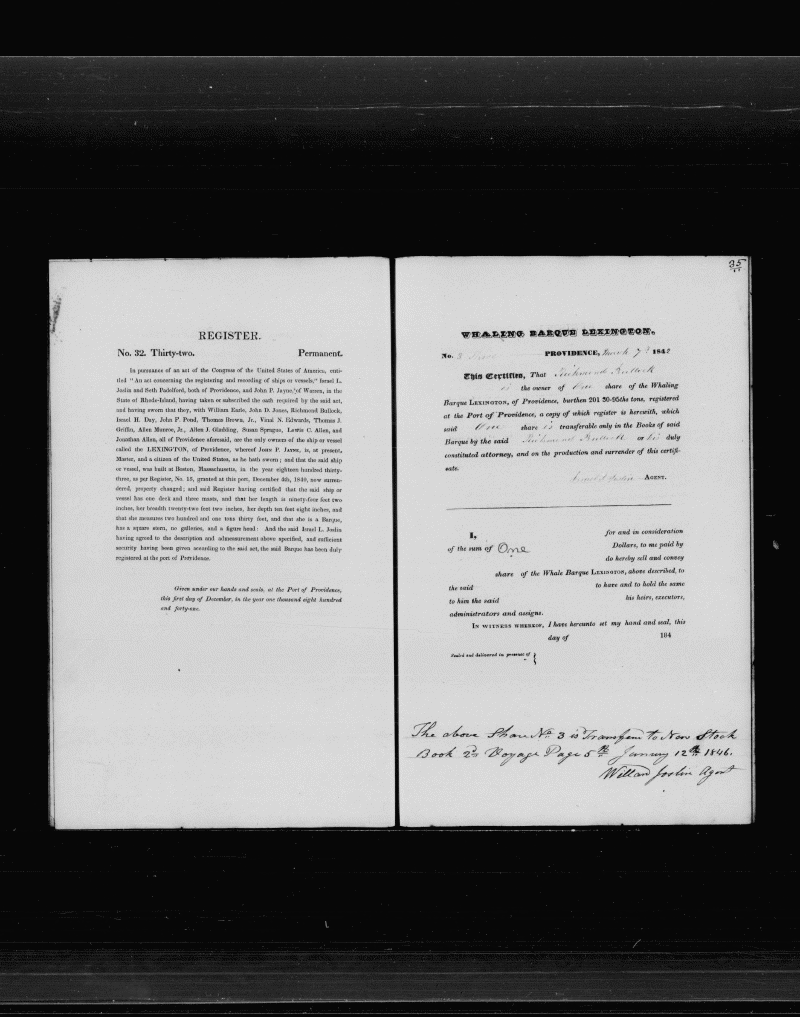 REGISTER.
No. 32. Thirty-two. Permanent.
In pursuance of an act of the Congress of the United States of America, enti-
tled "An act concerning the registering and recording of ships or vessels," Israel L.
Joslin and Seth Padelford, both of Providence, and John P. Jayne, of Warren, in the
State of Rhode-Island, having taken or subscribed the oath required by the said act,
and having sworn that they, with William Earle, John D. Jones, Richmond Bullock,
Israel H. Day, John F. Pond, Thomas Brown, Jr., Viral N. Edwards, Thomas J.
Griffin, Allen Munroe, Jr., Allen J. Gladding, Susan Sprague, Lewis C. Allen, and
Jonathan Allen, all of Providence aforesaid, are the only owners of the ship or vessel
called the LEXINGTON, of Providence, whereof JOHN P. JAYNE, is, at present,
Master, and a citizen of the United States, as he hath sworn; and that the said ship
or vessel, was built at Boston, Massachusetts, in the year eighteen hundred thirty-
three, as per Register, No. 15, granted at this port, December 4th, 1840, now surren-
dered, property changed; and said Register having certified that the said ship or
vessel has one deck and three masts, and that her length is ninety-four feet two
inches, her breadth twenty-two feet two inches, her depth ten feet eight inches, and
that she measures two hundred and one tons thirty feet, and that she is a Barque,
has a square stern, no galleries, and a figure head: And the said Israel L. Joslin
having agreed to the description and admeasurement above specified, and sufficient
security having been given according to the said act, the said Barque has been duly
registered at the port of Providence.
Given under our hands and seals, at the Port of Providence,
this first day of December, in the year one thousand eight hundred
and forty-one.
35
WHALING BARQUE LEXINGTON.
No. 3 PROVIDENCE, March 7th 1842
This Certifies, That Richmond Bullock
is the owner of One share of the Whaling
Barque LEXINGTON, of Providence, burthen 201 30-95ths tons, registered
at the Port of Providence, a copy of which register is herewith, which
said One share is transferable only in the Books of said
Barque by the said Richmond Bullock or his duly
constituted attorney, and on the production and surrender of this certifi-
cate.
Israel L Joslin AGENT.
I, for and in consideration
of the sum of One Dollars, to me paid by
do hereby sell and convey
share of the Whale Barque LEXINGTON, above described, to
the said to have and to hold the same
to him the said his heirs, executors,
administrators and assigns.
IN WITNESS WHEREOF, I have hereunto set my hand and seal, this
day of 184
Sealed and delivered in presence of }
The above Share No. 3 is Transferd to New Stock
Book 2d Voyage Page 5th January 12th 1846.
Joslin Agent